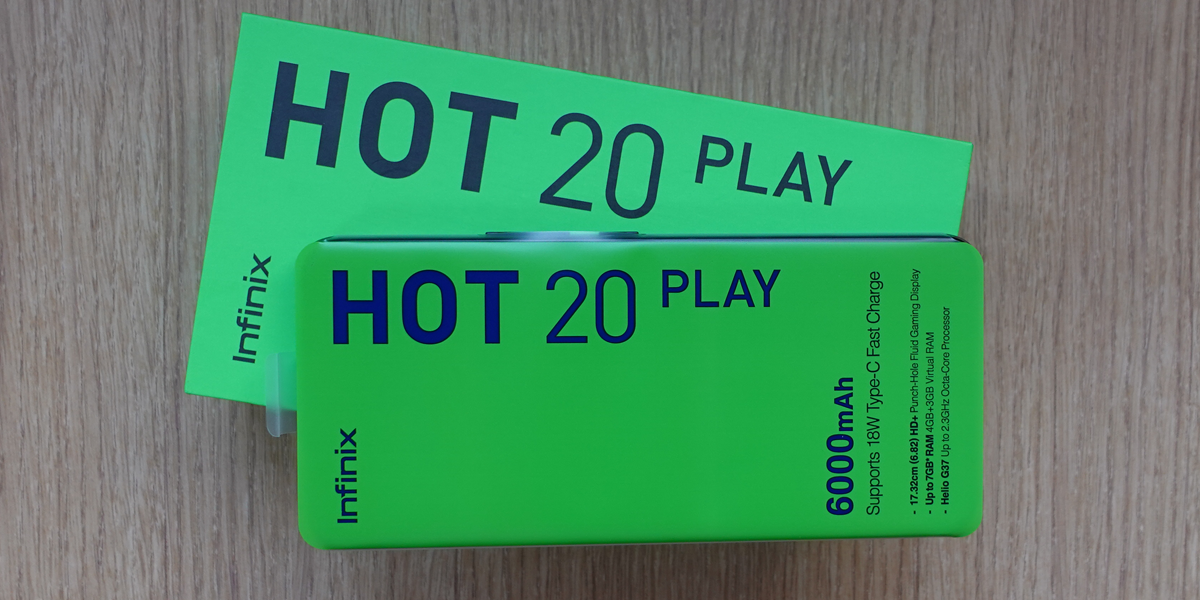 HOT 20 PLAY
Infinix
HOT 20 PLAY
Infinix
6000mAh
Supports 18W Type-C Fast Charge
- 17.32cm (6.82) HD+ Punch-Hole Fluid Gaming Display
- Up to 7GB* RAM 4GB+3GB Virtual RAM
- Helio G37 Up to 2.3GHz Octa-Core Processor